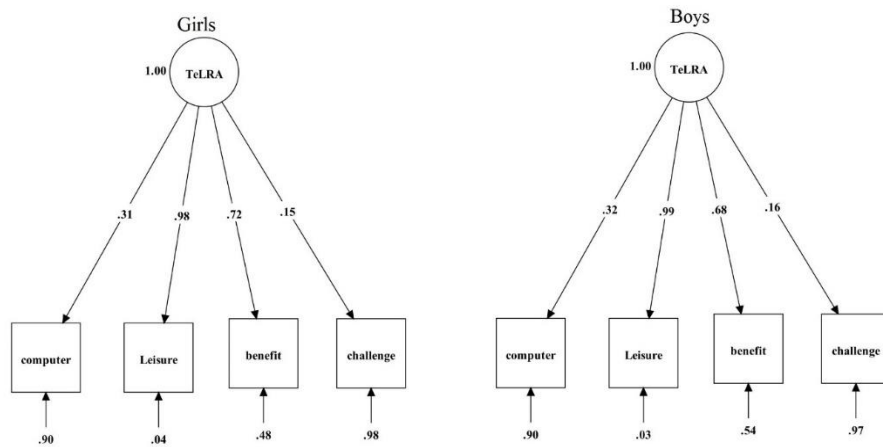 Girls
1.00
TeLRA
.31
.98
.72
.15
computer
Leisure
benefit
challenge
.90
.04
.48
.98
Boys
1.00
TeLRA
.32
.99
.68
.16
computer
Leisure
benefit
challenge
.90
.03
.54
.97